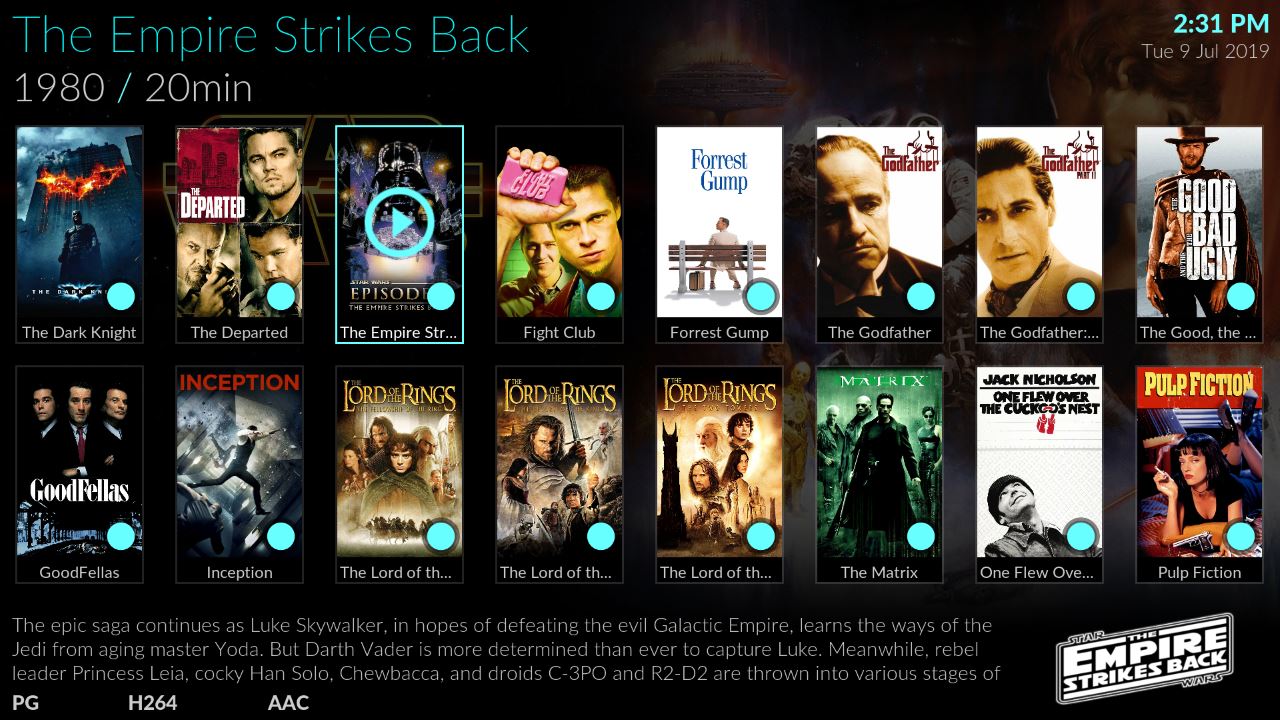 The Empire Strikes Back
2:31 PM
1980 / 20min
Tue 9 Jul 2019
THE DARK KNI
THE
DEPARTED
STAR WARS
EPISOD
THE EMPIRE STRIKES B
FIGHT
CLUB
Forrest
Gump
The
Godfather
The
Godfather
PART II
THE
GOOD
THE
BAD
AND THE
UGLY
The Dark Knight
The Departed
The Empire Str...
Fight Club
Forrest Gump
The Godfather
The Godfather:...
The Good, the ...
GoodFellas
INCEPTION
THE
LORD OF THE RINGS
THE FELLOWSHIP OF THE RING
THE
LORD OF THE RINGS
THE RETURN OF THE KING
THE
LORD OF THE RINGS
THE TWO TOWERS
MATRIX
JACK NICHOLSON
ONE FLEW OVER
THE CUCKOO'S NEST
PULP FICTION
GoodFellas
Inception
The Lord of th...
The Lord of th...
The Lord of th...
The Matrix
One Flew Ove...
Pulp Fiction
The epic saga continues as Luke Skywalker, in hopes of defeating the evil Galactic Empire, learns the ways of the
Jedi from aging master Yoda. But Darth Vader is more determined than ever to capture Luke. Meanwhile, rebel
leader Princess Leia, cocky Han Solo, Chewbacca, and droids C-3PO and R2-D2 are thrown into various stages of
STAR
THE
EMPIRE
STRIKES BACK
WARS
PG H264 AAC